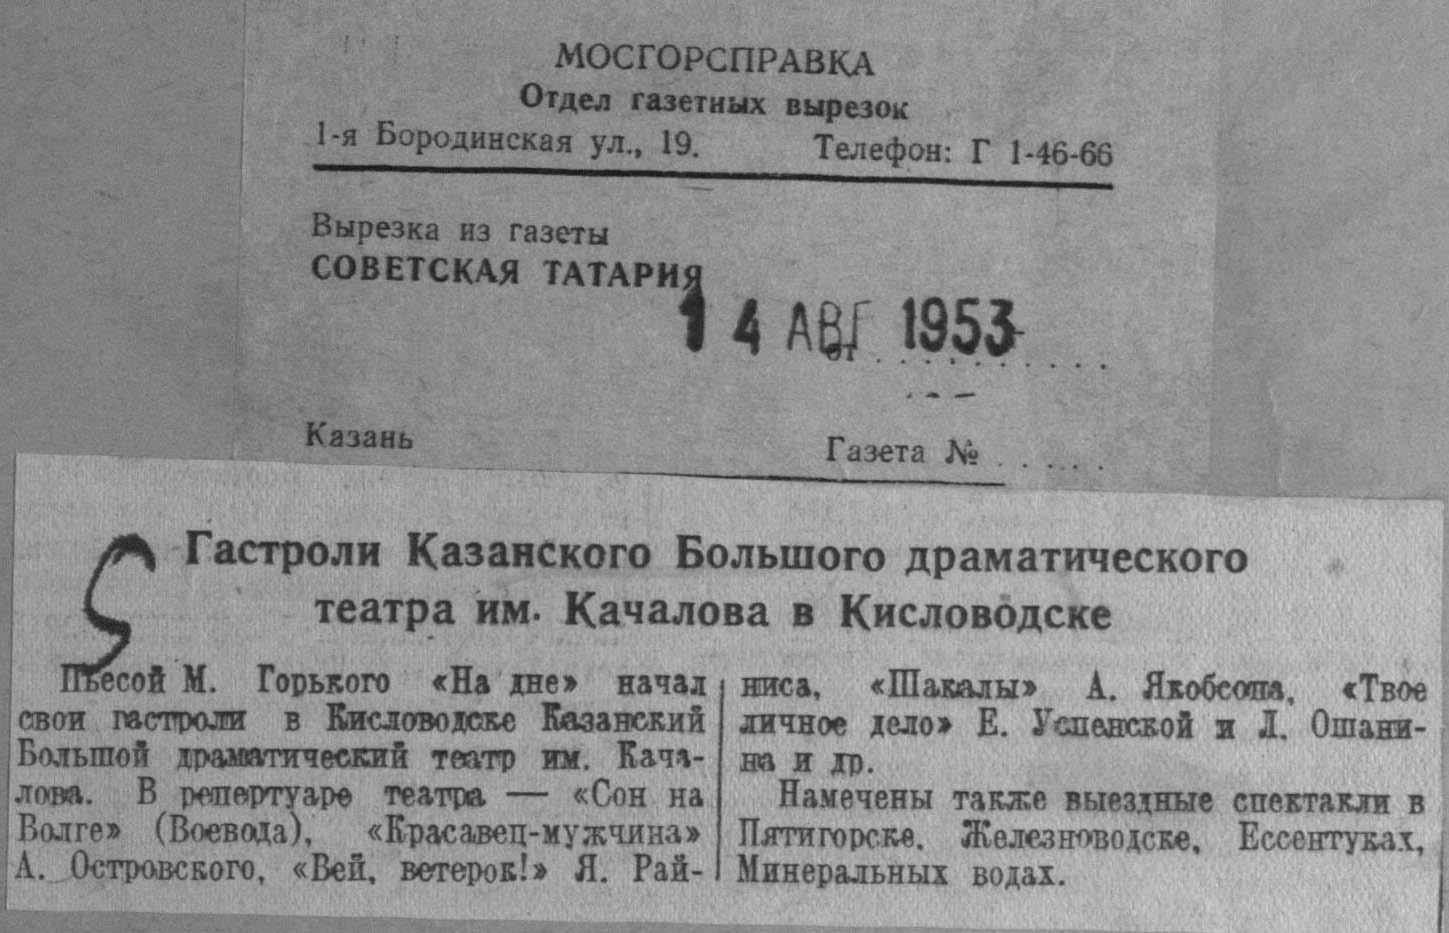 МОСГОРСПРАВКА
Отдел газетных вырезок
1-я Бородинская ул., 19. Телефон: Г 1-46-66
Вырезка из газеты
СОВЕТСКАЯ ТАТАРИЯ
14 АВГ 1953
от . . . . . . . . . .
Казань Газета № . . . . .
5
Гастроли Казанского Большого драматического
театра им. Качалова в Кисловодске
Пьесой М. Горького «На дне» начал
свои гастроли в Кисловодске Казанский
Большой драматический театр им. Кача-
лова. В репертуаре театра — «Сон на
Волге» (Воевода), «Красавец-мужчина»
А. Островского, «Вей, ветерок!» Я. Рай-
ниса, «Шакалы» А. Якобсона, «Твое
личное дело» Е. Успенской и Л. Ошани-
на и др.
Намечены также выездные спектакли в
Пятигорске, Железноводске, Ессентуках,
Минеральных водах.